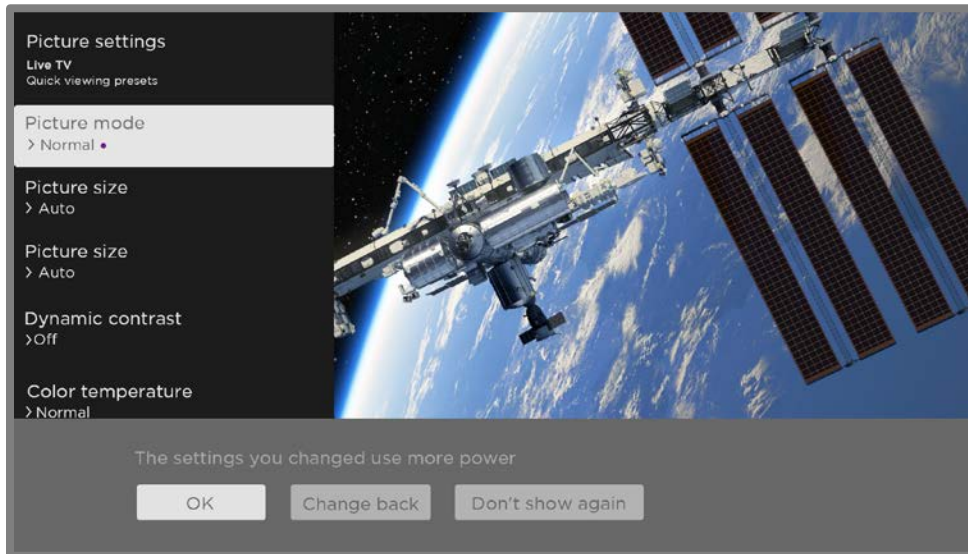 Picture settings
Live TV
Quick viewing presets
Picture mode
> Normal •
Picture size
> Auto
Picture size
> Auto
Dynamic contrast
>Off
Color temperature
>Normal
The settings you changed use more power
OK
Change back
Don't show again